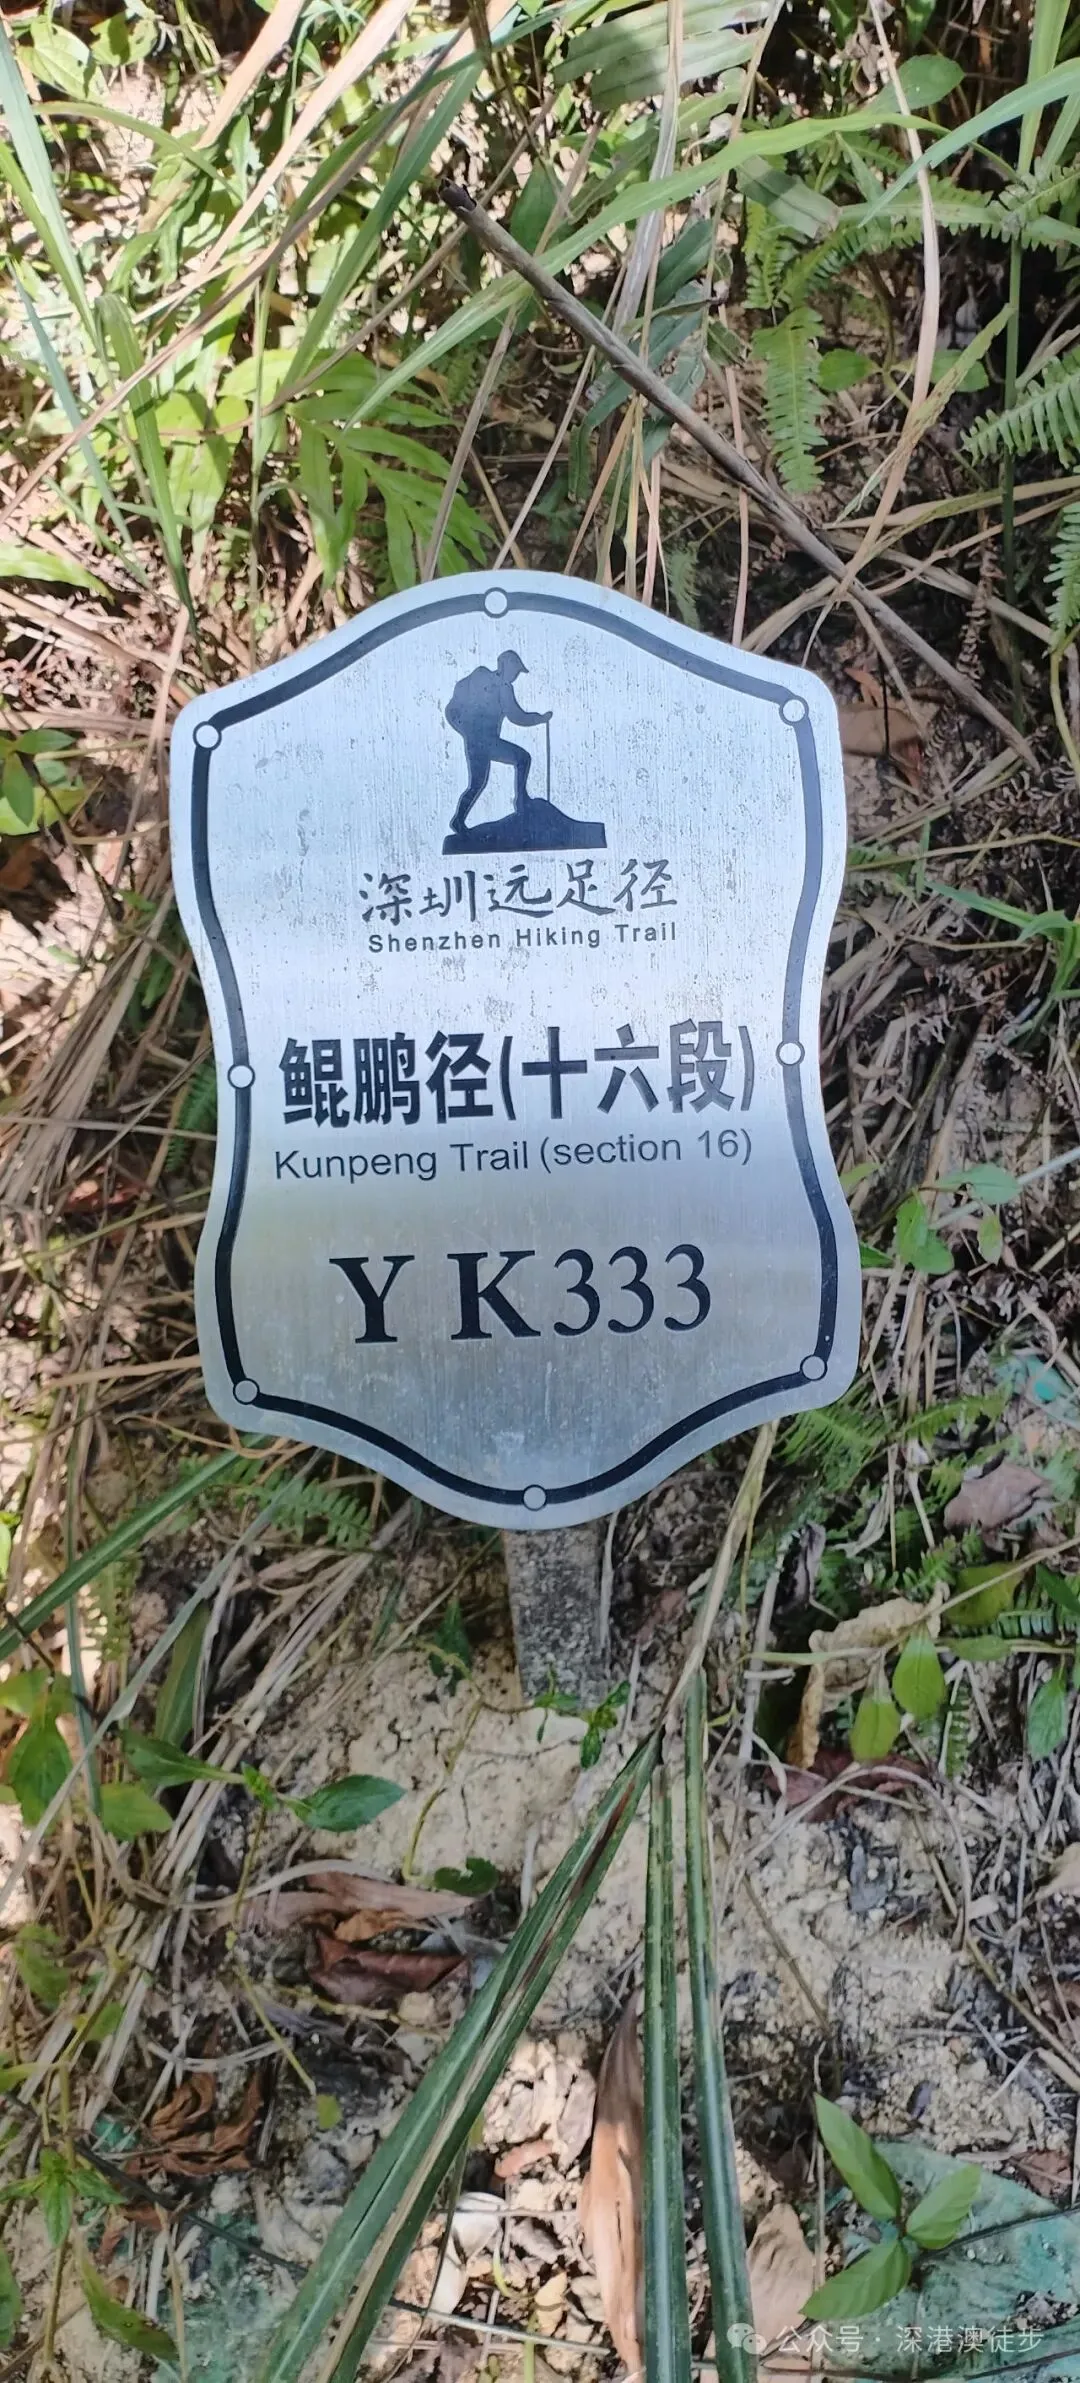 深圳远足径
Shenzhen Hiking Trail
鲲鹏径(十六段)
Kunpeng Trail (section 16)
Y K333
公众号 · 深港澳徒步